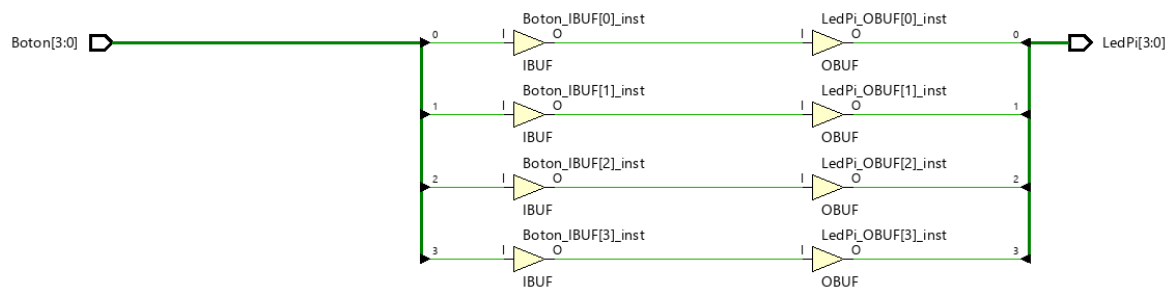 Boton_IBUF[0]_inst LedPi_OBUF[0]_inst
Boton[3:0] 0 I O I O 0 LedPi[3:0]
IBUF OBUF
Boton_IBUF[1]_inst LedPi_OBUF[1]_inst
1 I O I O 1
IBUF OBUF
Boton_IBUF[2]_inst LedPi_OBUF[2]_inst
2 I O I O 2
IBUF OBUF
Boton_IBUF[3]_inst LedPi_OBUF[3]_inst
3 I O I O 3
IBUF OBUF